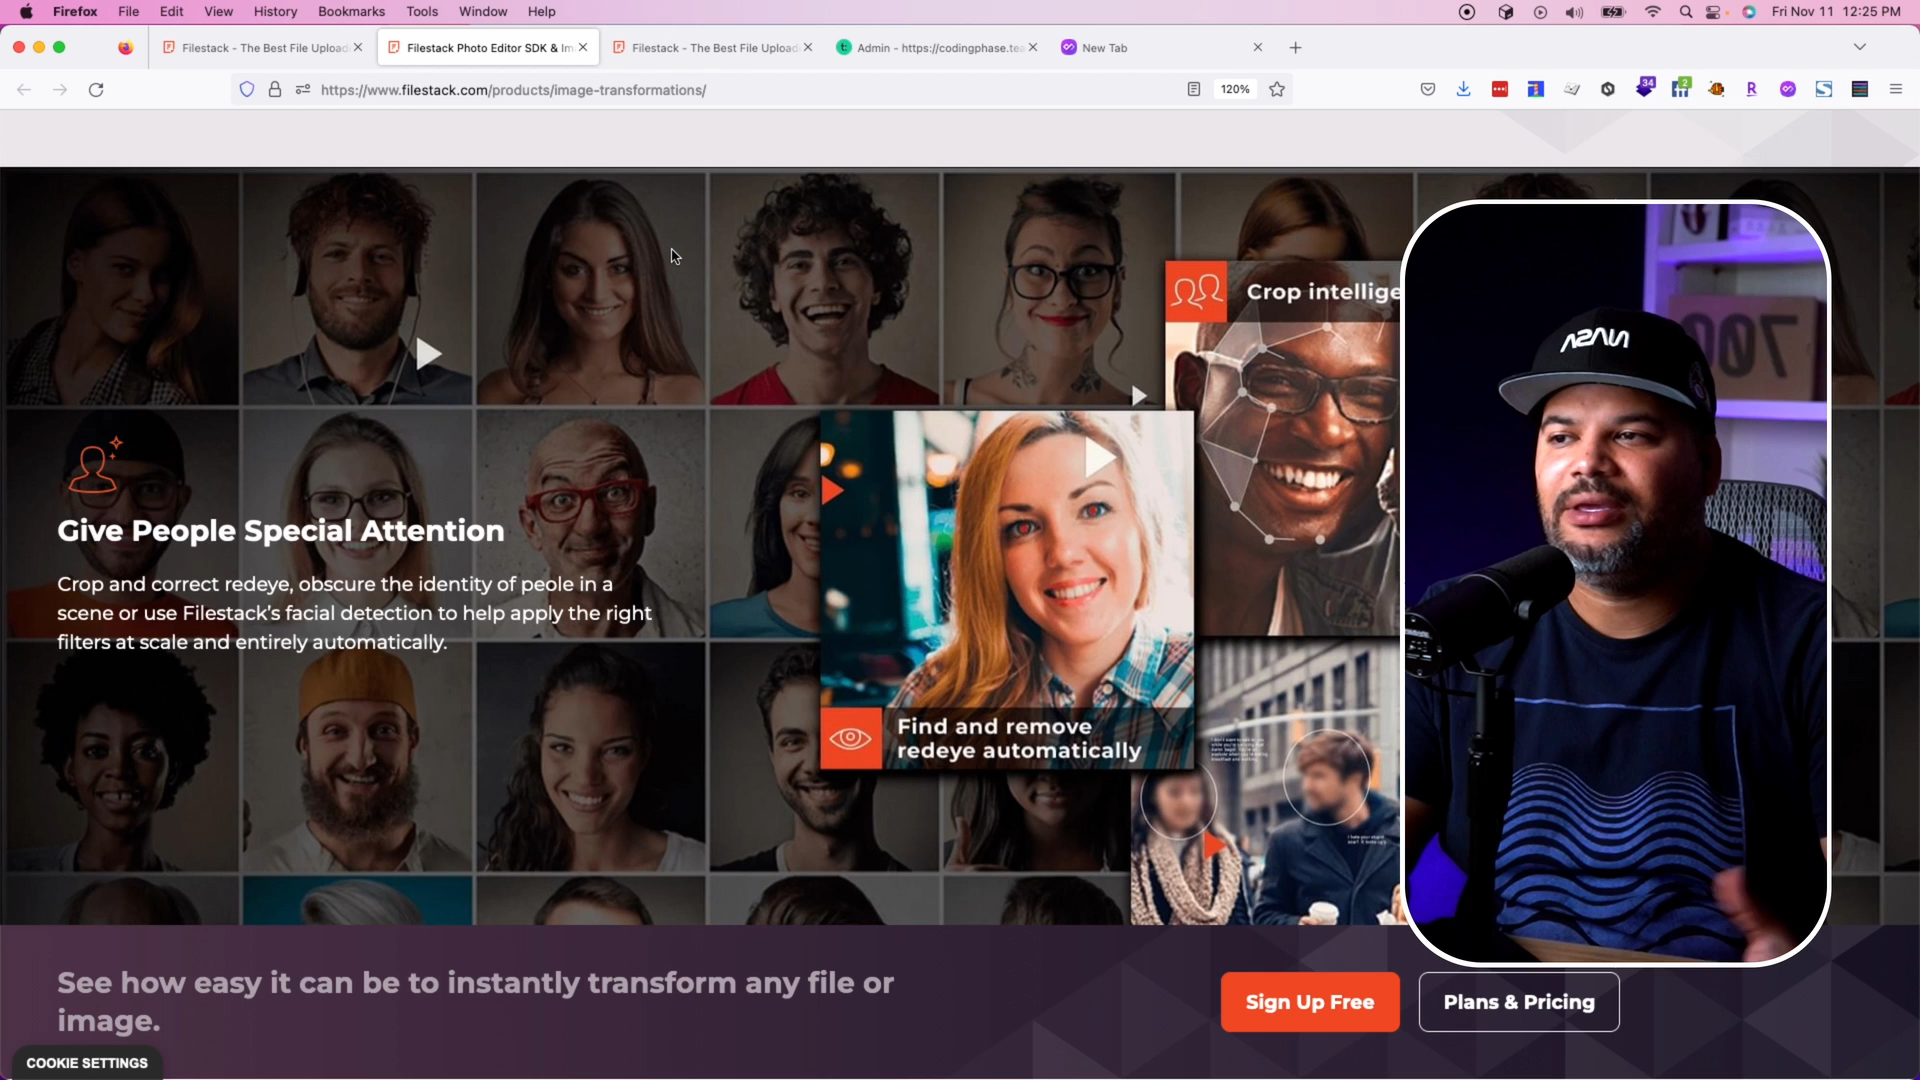 Firefox File Edit View History Bookmarks Tools Window Help
Fri Nov 11 12:25 PM
Filestack - The Best File Upload
Filestack Photo Editor SDK & Im
Filestack - The Best File Upload
Admin - https://codingphase.tea
New Tab
https://www.filestack.com/products/image-transformations/
120%
34
2
R
Crop intellige
700
Give People Special Attention
Crop and correct redeye, obscure the identity of peole in a
scene or use Filestack's facial detection to help apply the right
filters at scale and entirely automatically.
Find and remove
redeye automatically
See how easy it can be to instantly transform any file or
image.
Sign Up Free
Plans & Pricing
COOKIE SETTINGS